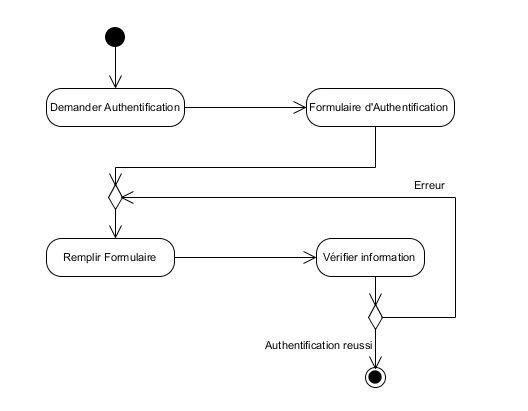 Demander Authentification
Formulaire d'Authentification
Erreur
Remplir Formulaire
Vérifier information
Authentification reussi